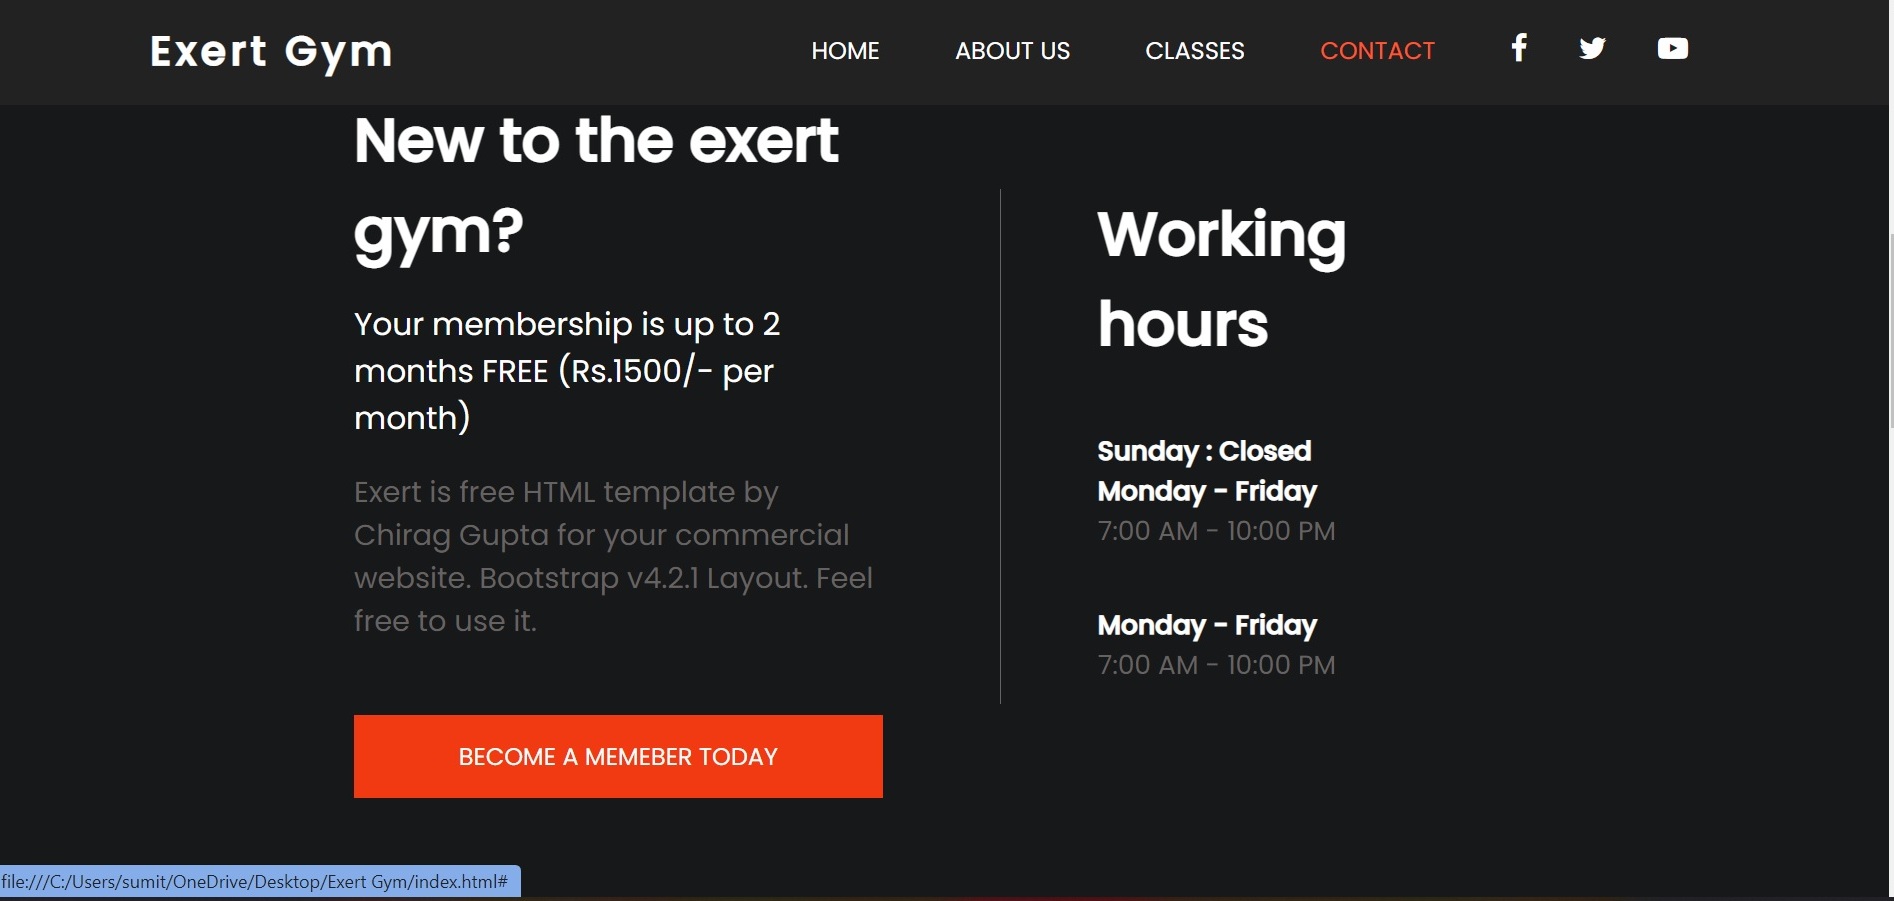 Exert Gym
HOME
ABOUT US
CLASSES
CONTACT
New to the exert
gym?
Your membership is up to 2
months FREE (Rs.1500/- per
month)
Exert is free HTML template by
Chirag Gupta for your commercial
website. Bootstrap v4.2.1 Layout. Feel
free to use it.
BECOME A MEMEBER TODAY
Working
hours
Sunday : Closed
Monday - Friday
7:00 AM - 10:00 PM
Monday - Friday
7:00 AM - 10:00 PM
file:///C:/Users/sumit/OneDrive/Desktop/Exert Gym/index.html#